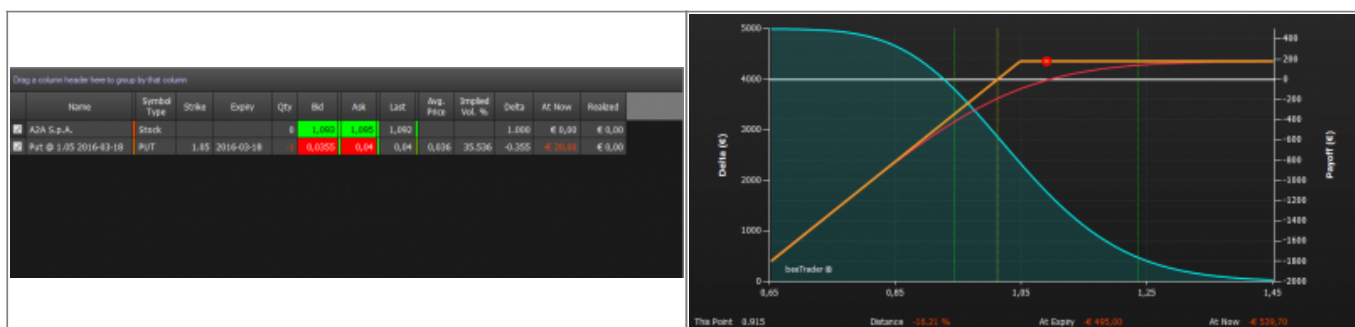 Drag a column header here to group by that column
Name Symbol Type Strike Expiry Qty Bid Ask Last Avg. Price Implied Vol. % Delta At Now Realized
A2A S.p.A. Stock 0 1,093 1,095 1,092 1.000 € 0,00 € 0,00
Put @ 1.05 2016-03-18 PUT 1.05 2016-03-18 -1 0,0355 0,04 0,04 0,036 35.536 -0.355 -€ 20,00 € 0,00
5000 400
200
4000 0
-200
3000 -400
-600
-800
2000 -1000
-1200
1000 -1400
-1600
-1800
0 -2000
Delta (€)
Payoff (€)
beeTrader ®
0,65 0,85 1,05 1,25 1,45
This Point 0.915 Distance -16.21 % At Expiry -€ 495,00 At Now -€ 539,70